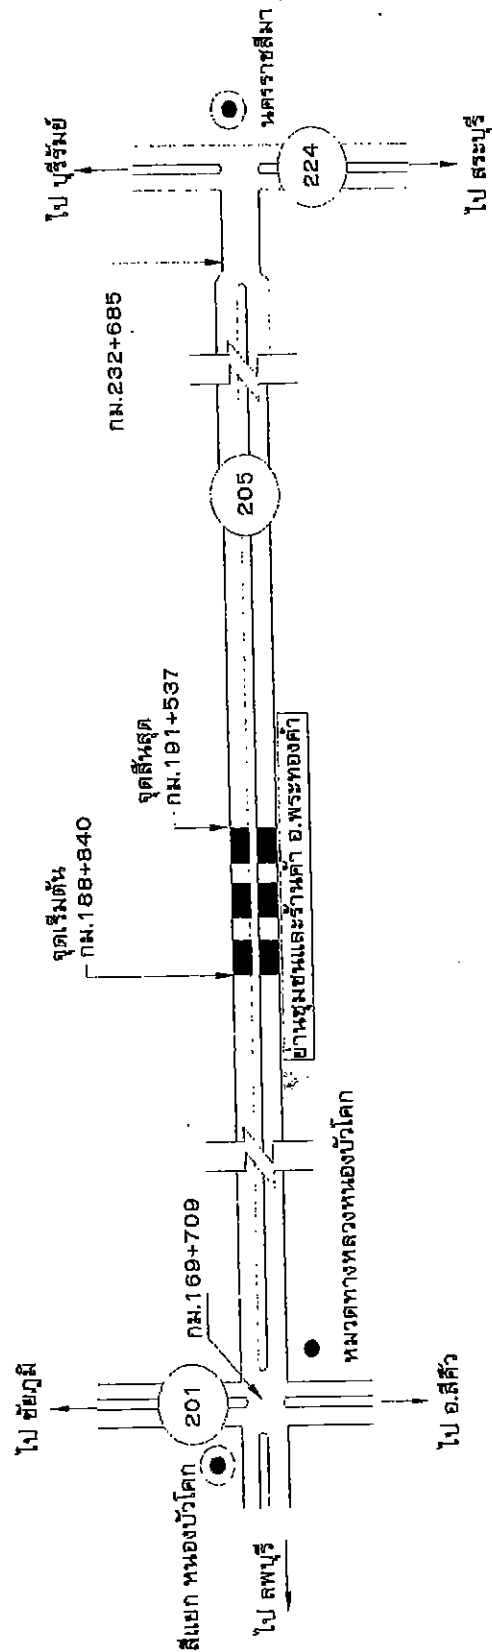 ไป ชัยภูมิ
201
สี่แยก หนองบัวโคก
ไป ลพบุรี
กม.169+709
หมวดทางหลวงหนองบัวโคก
ไป อ.สีคิ้ว
จุดเริ่มต้น
กม.188+840
จุดสิ้นสุด
กม.191+537
ย่านชุมชนและร้านค้า อ.พระทองคำ
205
กม.232+685
ไป บุรีรัมย์
นครราชสีมา
224
ไป สระบุรี